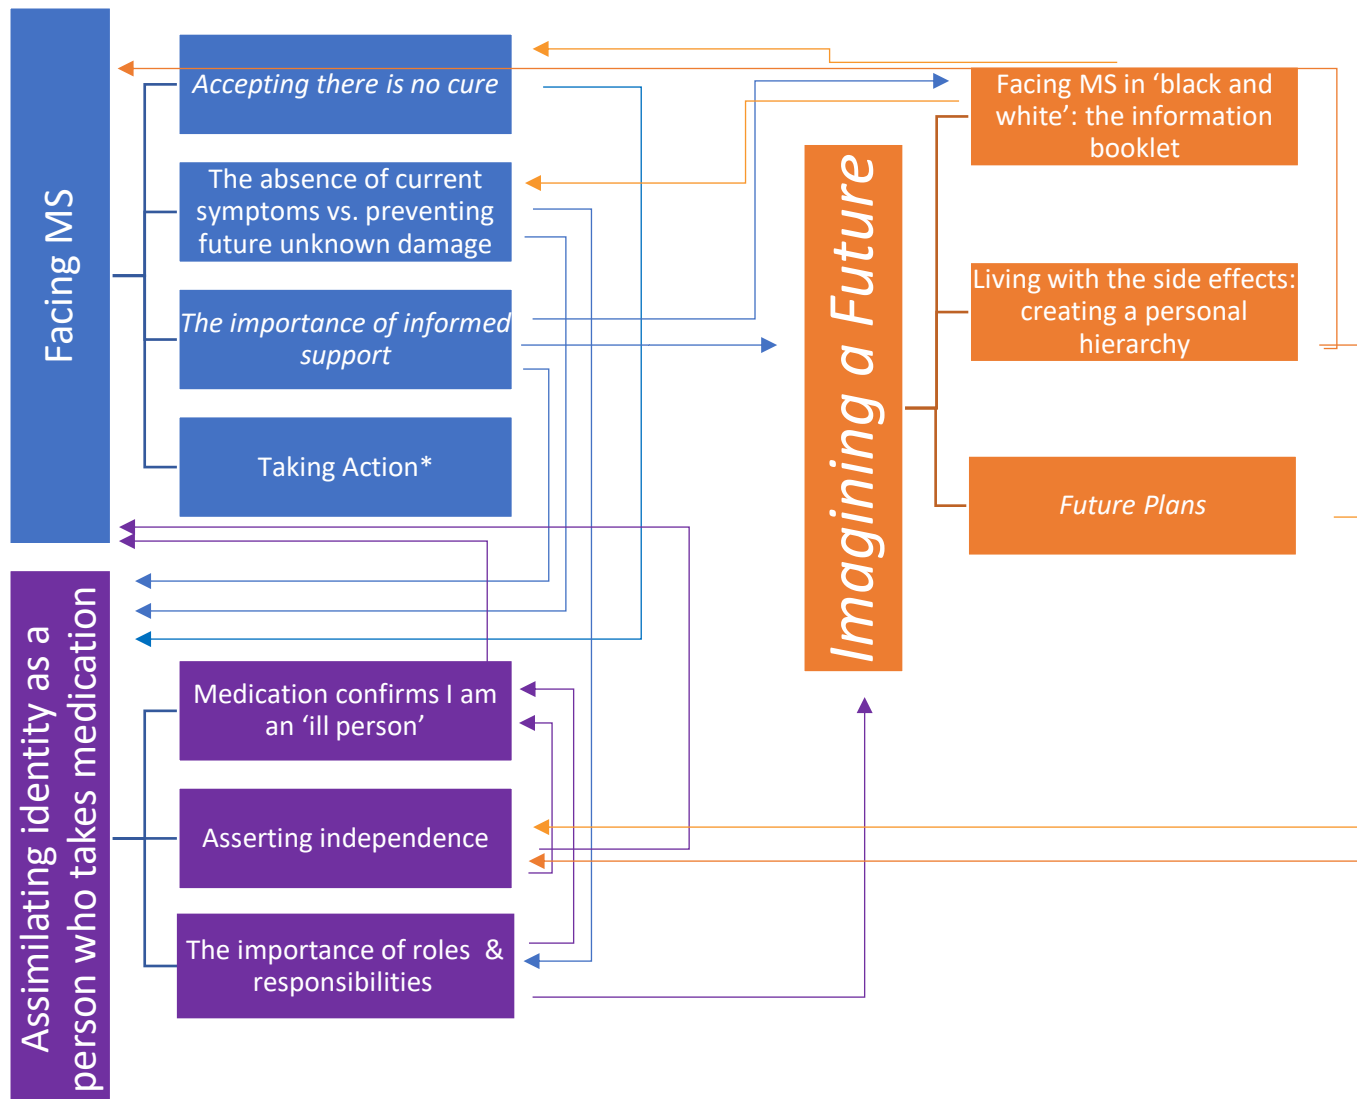 Facing MS
Accepting there is no cure
The absence of current
symptoms vs. preventing
future unknown damage
The importance of informed
support
Taking Action*
Assimilating identity as a
person who takes medication
Medication confirms I am
an ‘ill person’
Asserting independence
The importance of roles & 
responsibilities
Imagining a Future
Facing MS in ‘black and
white’: the information
booklet
Living with the side effects:
creating a personal
hierarchy
Future Plans